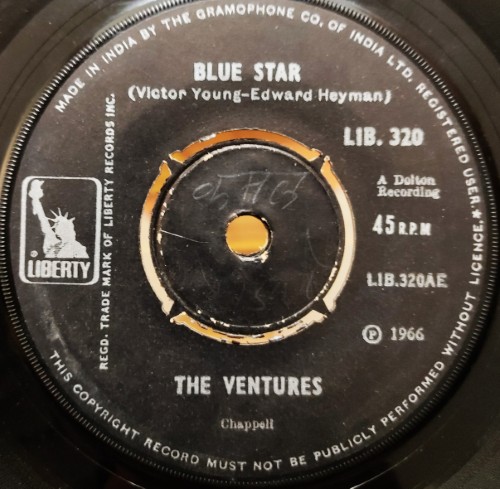 MADE IN INDIA BY THE GRAMOPHONE CO. OF INDIA LTD. REGISTERED USER.★
BLUE STAR
(Victor Young-Edward Heyman)
LIB. 320
A Dolton
Recording
45 R.P.M
LIB.320AE
Ⓟ 1966
LIBERTY
REGD. TRADE MARK OF LIBERTY RECORDS INC.
THE VENTURES
Chappell
THIS COPYRIGHT RECORD MUST NOT BE PUBLICLY PERFORMED WITHOUT LICENCE.